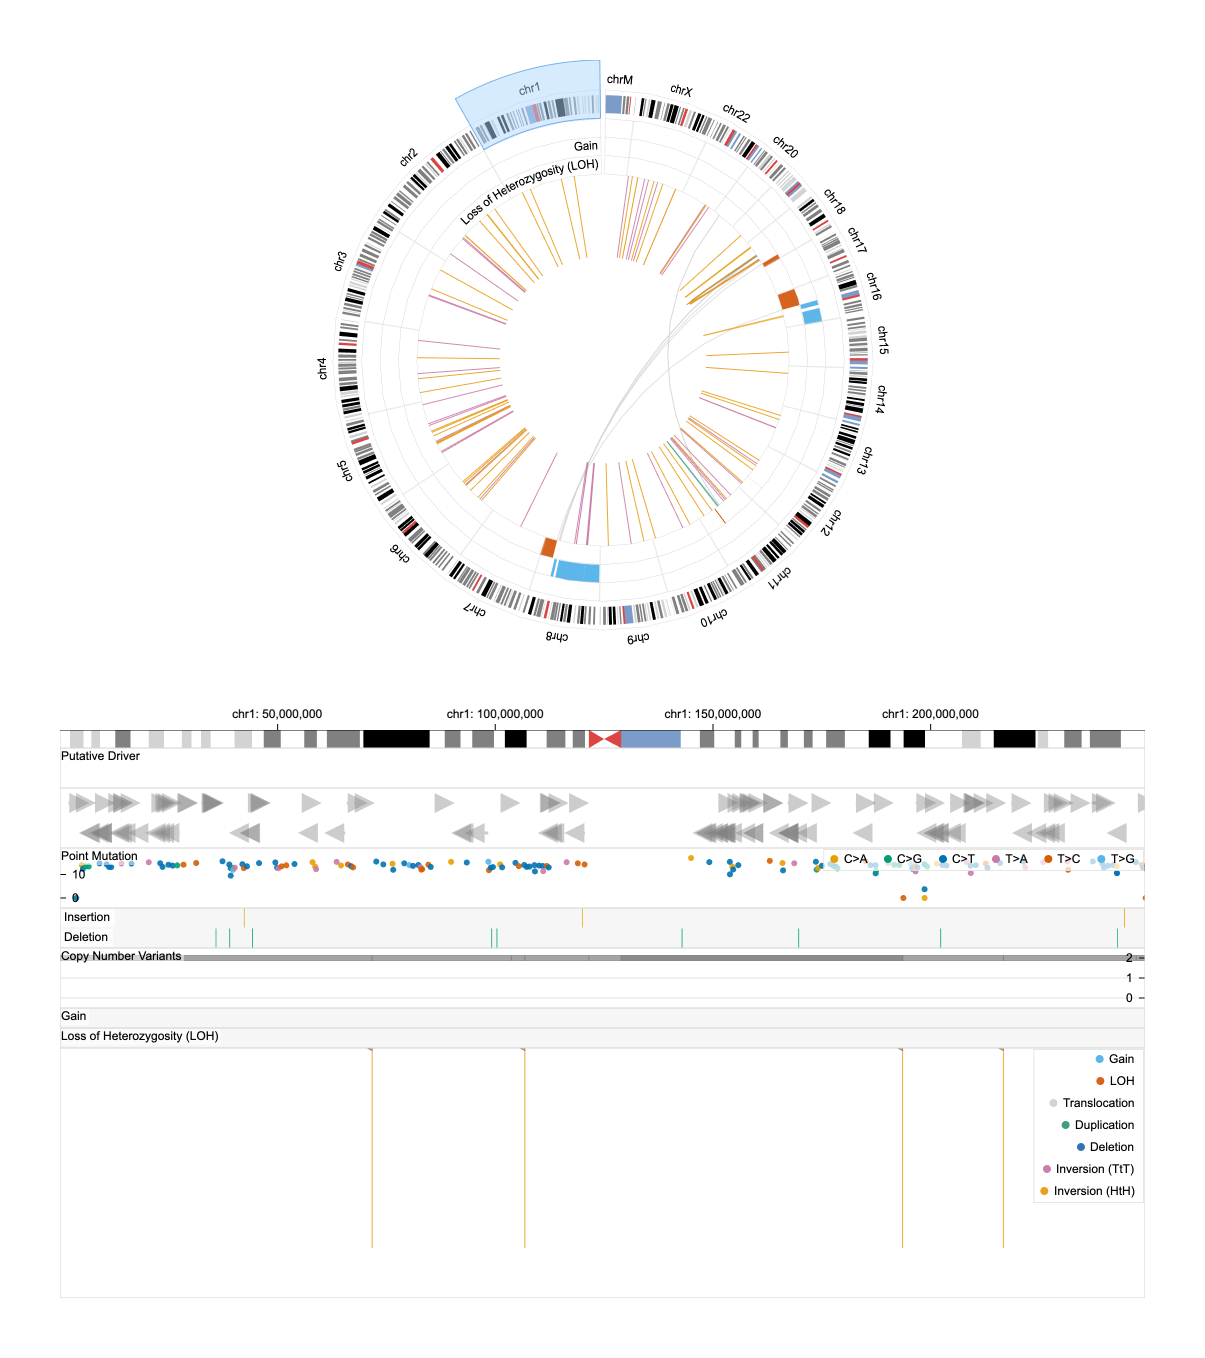 chr1
chrM
chrX
chr22
chr20
chr18
chr17
chr16
chr15
chr14
chr13
chr12
chr11
chr10
chr9
chr8
chr7
chr6
chr5
chr4
chr3
chr2
Gain
Loss of Heterozygosity (LOH)
chr1: 50,000,000 chr1: 100,000,000 chr1: 150,000,000 chr1: 200,000,000
Putative Driver
Point Mutation
C>A C>G C>T T>A T>C T>G
10
0
Insertion
Deletion
Copy Number Variants
2
1
0
Gain
Loss of Heterozygosity (LOH)
Gain
LOH
Translocation
Duplication
Deletion
Inversion (TtT)
Inversion (HtH)